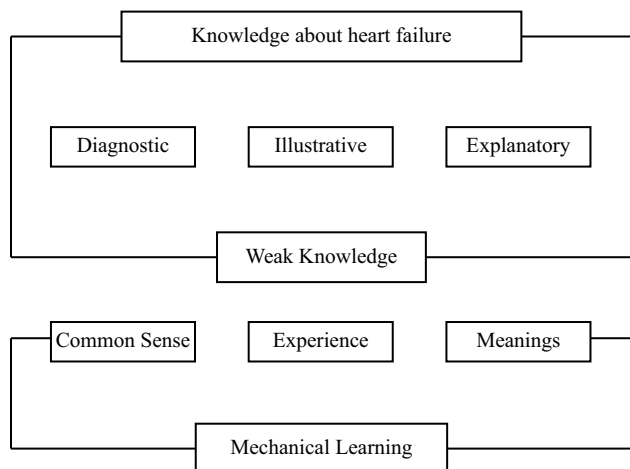 Knowledge about heart failure
Diagnostic
Illustrative
Explanatory
Weak Knowledge
Common Sense
Experience
Meanings
Mechanical Learning